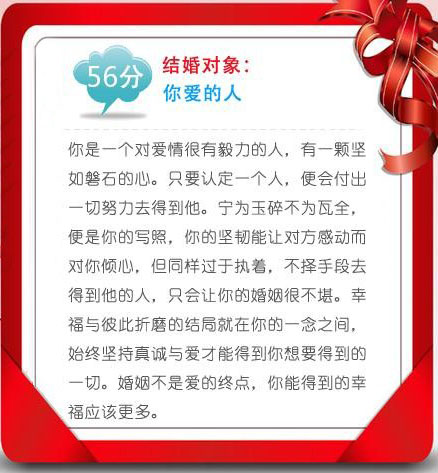 56分
结婚对象：
你爱的人
你是一个对爱情很有毅力的人，有一颗坚
如磐石的心。只要认定一个人，便会付出
一切努力去得到他。宁为玉碎不为瓦全，
便是你的写照，你的坚韧能让对方感动而
对你倾心，但同样过于执着，不择手段去
得到他的人，只会让你的婚姻很不堪。幸
福与彼此折磨的结局就在你的一念之间，
始终坚持真诚与爱才能得到你想要得到的
一切。婚姻不是爱的终点，你能得到的幸
福应该更多。